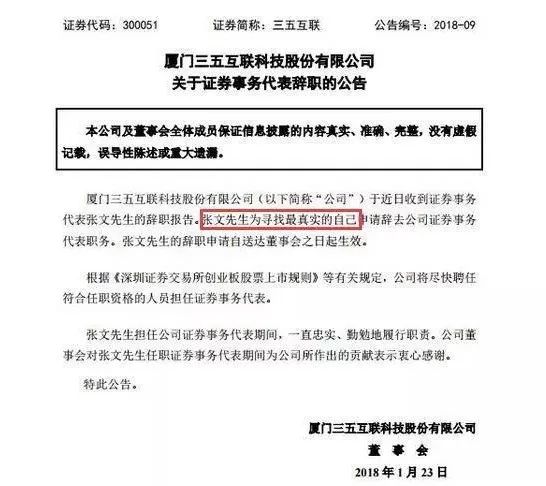 证券代码：300051 证券简称：三五互联 公告编号：2018-09
厦门三五互联科技股份有限公司
关于证券事务代表辞职的公告
本公司及董事会全体成员保证信息披露的内容真实、准确、完整，没有虚假
记载，误导性陈述或重大遗漏。
厦门三五互联科技股份有限公司（以下简称“公司”）于近日收到证券事务
代表张文先生的辞职报告。张文先生为寻找最真实的自己申请辞去公司证券事务
代表职务。张文先生的辞职申请自送达董事会之日起生效。
根据《深圳证券交易所创业板股票上市规则》等有关规定，公司将尽快聘任
符合任职资格的人员担任证券事务代表。
张文先生担任公司证券事务代表期间，一直忠实、勤勉地履行职责。公司董
事会对张文先生任职证券事务代表期间为公司所作出的贡献表示衷心感谢。
特此公告。
厦门三五互联科技股份有限公司
董 事 会
2018 年 1 月 23 日